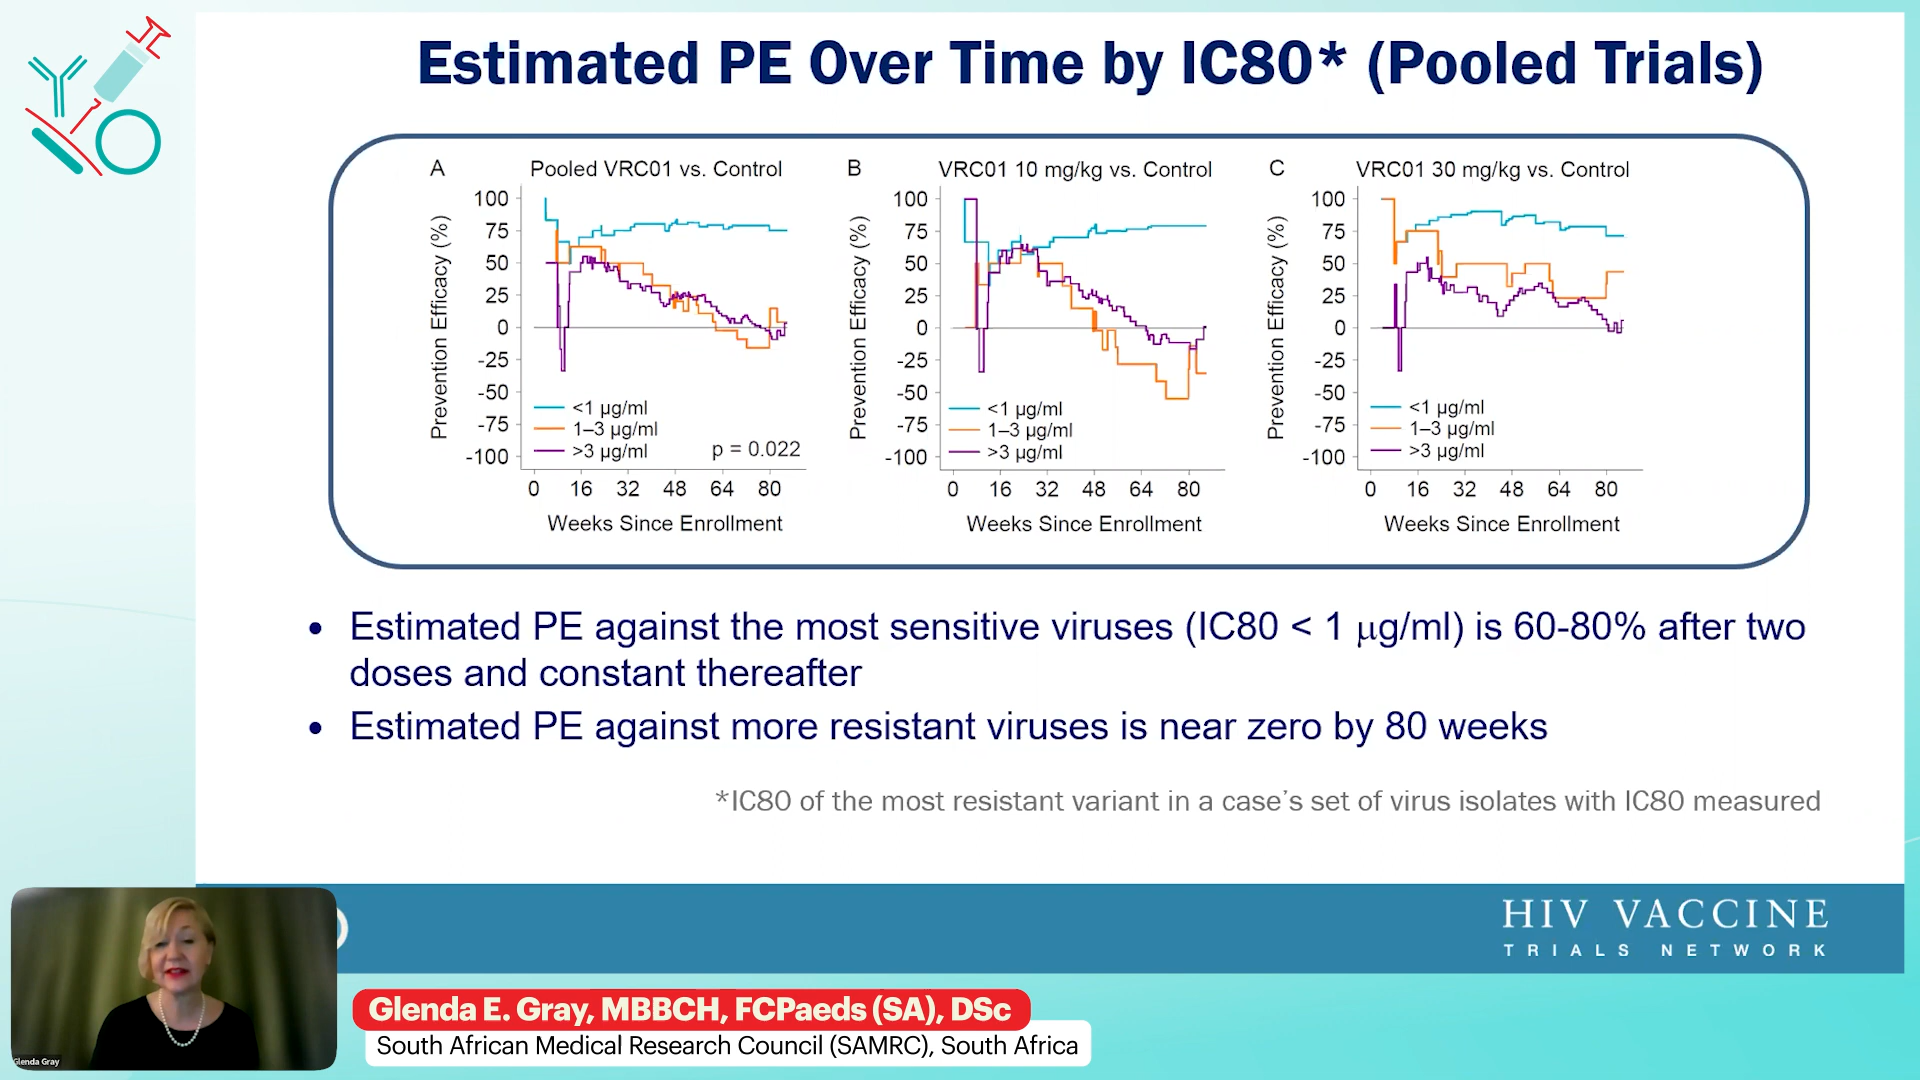 Estimated PE Over Time by IC80* (Pooled Trials)
A Pooled VRC01 vs. Control
Prevention Efficacy (%)
100
75
50
25
0
-25
-50
-75
-100
<1 µg/ml
1–3 µg/ml
>3 µg/ml
p = 0.022
0 16 32 48 64 80
Weeks Since Enrollment
B VRC01 10 mg/kg vs. Control
Prevention Efficacy (%)
100
75
50
25
0
-25
-50
-75
-100
<1 µg/ml
1–3 µg/ml
>3 µg/ml
0 16 32 48 64 80
Weeks Since Enrollment
C VRC01 30 mg/kg vs. Control
Prevention Efficacy (%)
100
75
50
25
0
-25
-50
-75
-100
<1 µg/ml
1–3 µg/ml
>3 µg/ml
0 16 32 48 64 80
Weeks Since Enrollment
• Estimated PE against the most sensitive viruses (IC80 < 1 µg/ml) is 60-80% after two
doses and constant thereafter
• Estimated PE against more resistant viruses is near zero by 80 weeks
*IC80 of the most resistant variant in a case's set of virus isolates with IC80 measured
HIV VACCINE
TRIALS NETWORK
Glenda Gray
Glenda E. Gray, MBBCH, FCPaeds (SA), DSc
South African Medical Research Council (SAMRC), South Africa